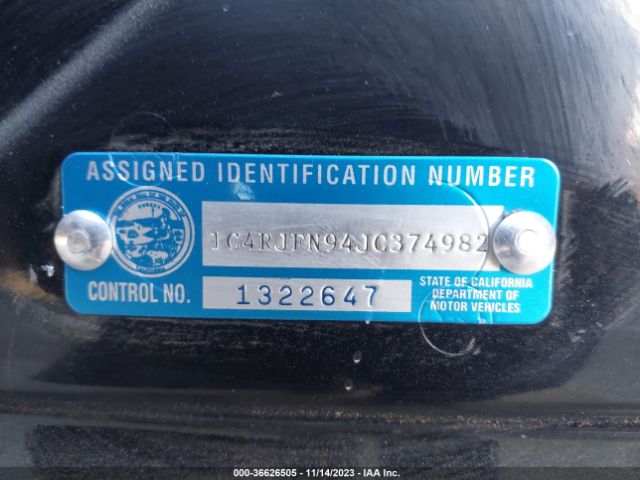 ASSIGNED IDENTIFICATION NUMBER
EUREKA
1C4RJFN94JC374982
CONTROL NO.
1322647
STATE OF CALIFORNIA
DEPARTMENT OF
MOTOR VEHICLES
000-36626505 — 11/14/2023 — IAA Inc.